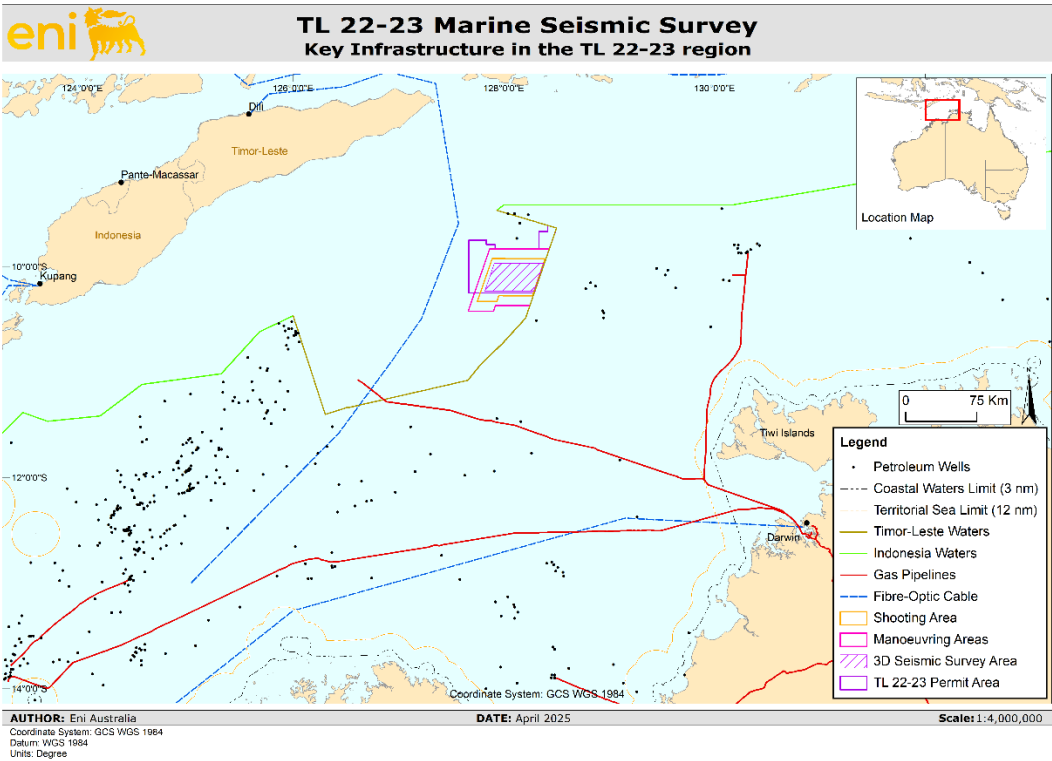 eni
TL 22-23 Marine Seismic Survey
Key Infrastructure in the TL 22-23 region
124°0'0"E
126°0'0"E
128°0'0"E
130°0'0"E
Dili
Timor-Leste
Pante-Macassar
Indonesia
Location Map
10°0'0"S
Kupang
0 75 Km
Tiwi Islands
Legend
Petroleum Wells
Coastal Waters Limit (3 nm)
Territorial Sea Limit (12 nm)
Timor-Leste Waters
Indonesia Waters
Gas Pipelines
Fibre-Optic Cable
Shooting Area
Manoeuvring Areas
3D Seismic Survey Area
TL 22-23 Permit Area
12°0'0"S
Darwin
14°0'0"S
Coordinate System: GCS WGS 1984
AUTHOR: Eni Australia
DATE: April 2025
Scale: 1:4,000,000
Coordinate System: GCS WGS 1984
Datum: WGS 1984
Units: Degree